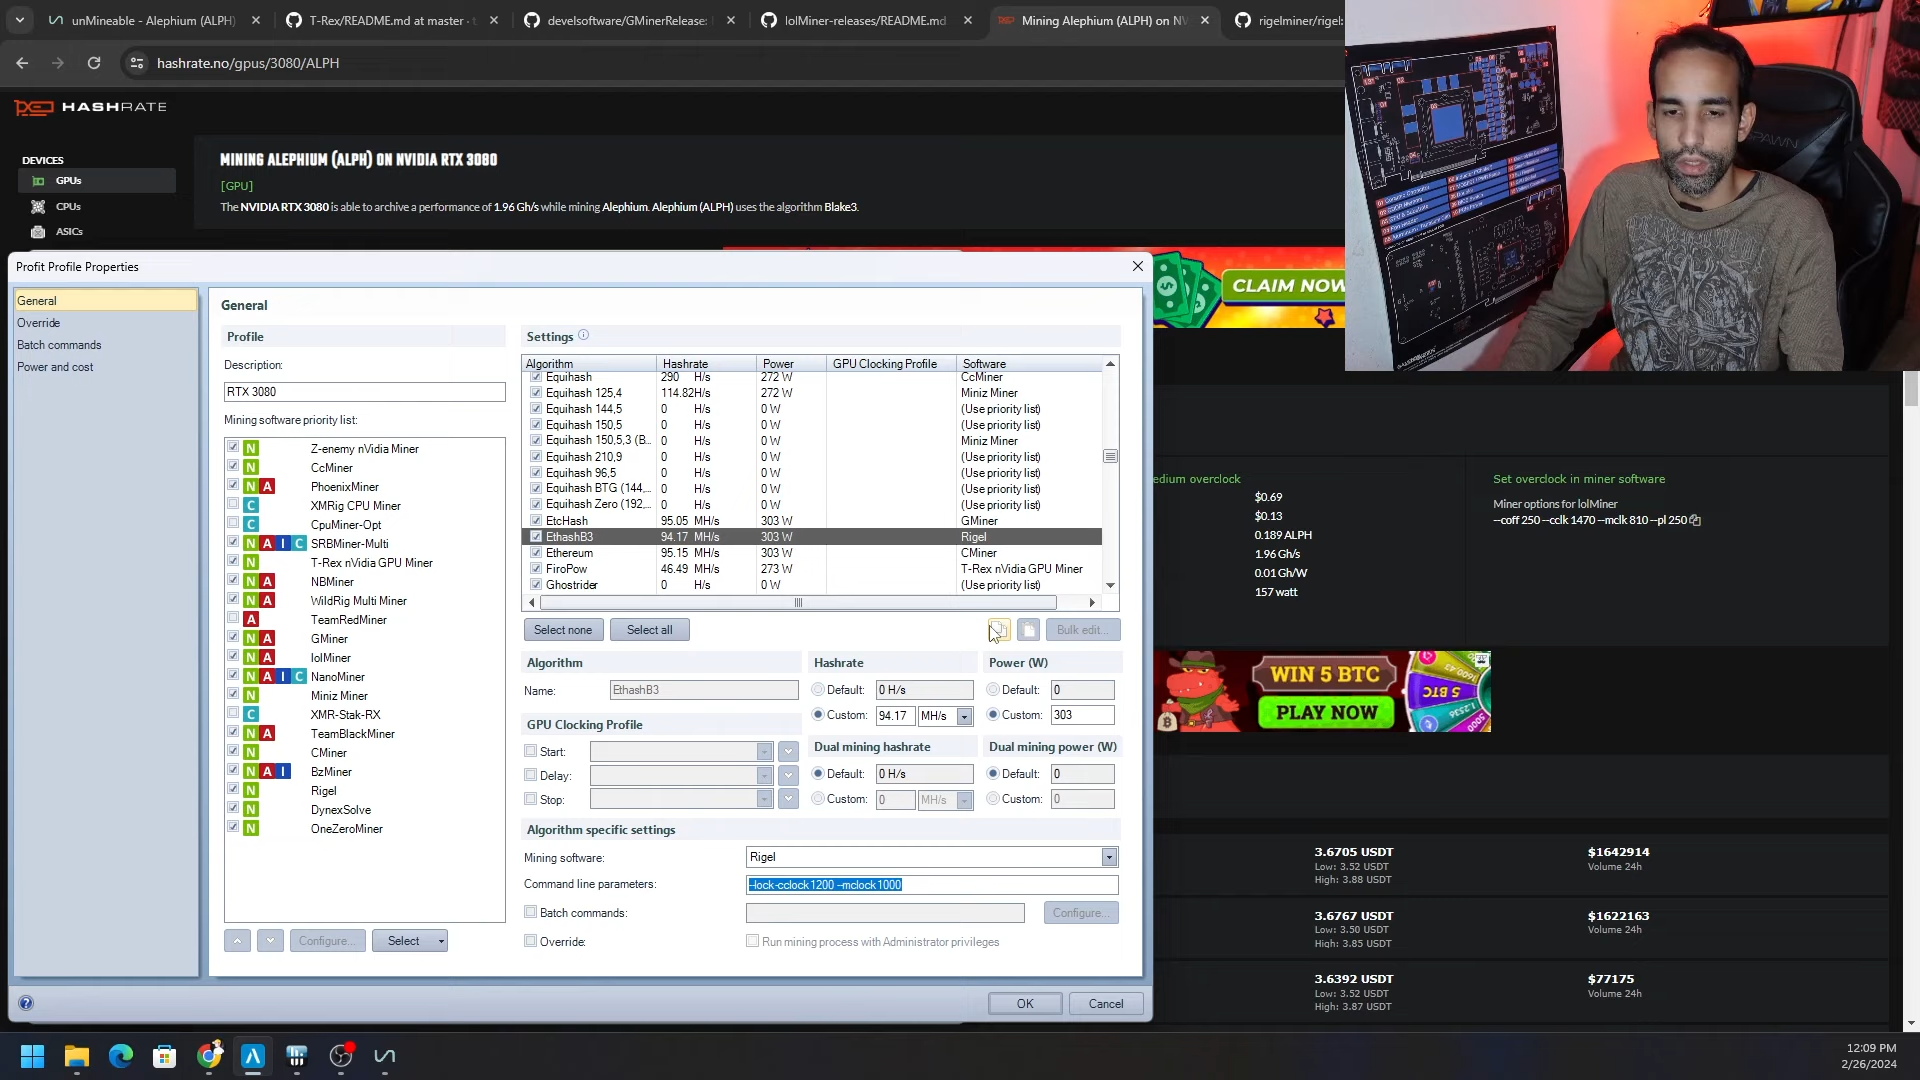 unMineable - Alephium (ALPH)
T-Rex/README.md at master · t
develsoftware/GMinerRelease:
lolMiner-releases/README.md
Mining Alephium (ALPH) on NV
rigelminer/rigel:
hashrate.no/gpus/3080/ALPH
HASHRATE
DEVICES
GPUs
CPUs
ASICs
MINING ALEPHIUM (ALPH) ON NVIDIA RTX 3080
[GPU]
The NVIDIA RTX 3080 is able to archive a performance of 1.96 Gh/s while mining Alephium. Alephium (ALPH) uses the algorithm Blake3.
CLAIM NOW
Profit Profile Properties
General
Override
Batch commands
Power and cost
General
Profile
Description:
RTX 3080
Mining software priority list:
N Z-enemy nVidia Miner
N CcMiner
N A PhoenixMiner
C XMRig CPU Miner
C CpuMiner-Opt
N A I C SRBMiner-Multi
N T-Rex nVidia GPU Miner
N A NBMiner
N A WildRig Multi Miner
A TeamRedMiner
N A GMiner
N A lolMiner
N A I C NanoMiner
N Miniz Miner
C XMR-Stak-RX
N A TeamBlackMiner
N CMiner
N A I BzMiner
N Rigel
N DynexSolve
N OneZeroMiner
Configure...
Select
Settings
Algorithm Hashrate Power GPU Clocking Profile Software
Equihash 290 H/s 272 W CcMiner
Equihash 125,4 114.82H/s 272 W Miniz Miner
Equihash 144,5 0 H/s 0 W (Use priority list)
Equihash 150,5 0 H/s 0 W (Use priority list)
Equihash 150,5,3 (B... 0 H/s 0 W Miniz Miner
Equihash 210,9 0 H/s 0 W (Use priority list)
Equihash 96,5 0 H/s 0 W (Use priority list)
Equihash BTG (144,... 0 H/s 0 W (Use priority list)
Equihash Zero (192,... 0 H/s 0 W (Use priority list)
EtcHash 95.05 MH/s 303 W GMiner
EthashB3 94.17 MH/s 303 W Rigel
Ethereum 95.15 MH/s 303 W CMiner
FiroPow 46.49 MH/s 273 W T-Rex nVidia GPU Miner
Ghostrider 0 H/s 0 W (Use priority list)
Select none
Select all
Bulk edit...
Algorithm
Name: EthashB3
GPU Clocking Profile
Start:
Delay:
Stop:
Hashrate
Default: 0 H/s
Custom: 94.17 MH/s
Dual mining hashrate
Default: 0 H/s
Custom: 0 MH/s
Power (W)
Default: 0
Custom: 303
Dual mining power (W)
Default: 0
Custom: 0
Algorithm specific settings
Mining software: Rigel
Command line parameters: --lock-cclock 1200 --mclock 1000
Batch commands:
Configure...
Override:
Run mining process with Administrator privileges
OK
Cancel
edium overclock
$0.69
$0.13
0.189 ALPH
1.96 Gh/s
0.01 Gh/W
157 watt
Set overclock in miner software
Miner options for lolMiner
--coff 250 --cclk 1470 --mclk 810 --pl 250
WIN 5 BTC
PLAY NOW
5 BTC
3.6705 USDT
Low: 3.52 USDT
High: 3.88 USDT
$1642914
Volume 24h
3.6767 USDT
Low: 3.50 USDT
High: 3.85 USDT
$1622163
Volume 24h
3.6392 USDT
Low: 3.52 USDT
High: 3.87 USDT
$77175
Volume 24h
12:09 PM
2/26/2024